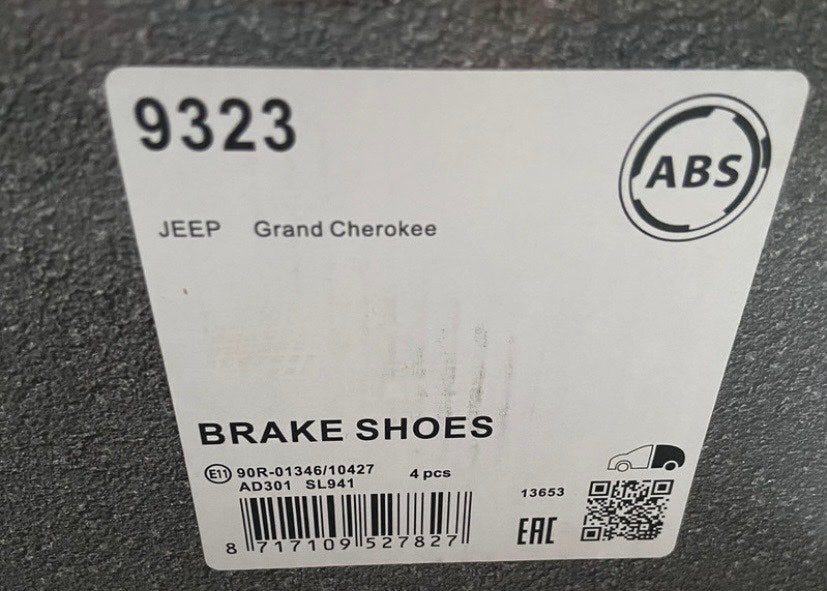 9323
ABS
JEEP Grand Cherokee
BRAKE SHOES
E11 90R-01346/10427 4 pcs
AD301 SL941
13653
EAC
8 717109 527827